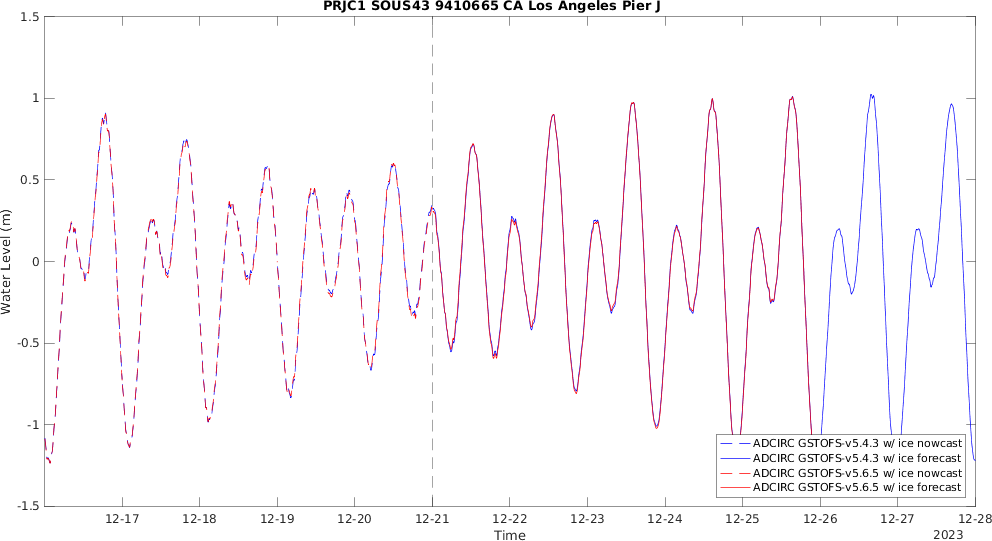 PRJC1 SOUS43 9410665 CA Los Angeles Pier J
Water Level (m)
1.5
1
0.5
0
-0.5
-1
-1.5
12-17 12-18 12-19 12-20 12-21 12-22 12-23 12-24 12-25 12-26 12-27 12-28
Time
2023
ADCIRC GSTOFS-v5.4.3 w/ ice nowcast
ADCIRC GSTOFS-v5.4.3 w/ ice forecast
ADCIRC GSTOFS-v5.6.5 w/ ice nowcast
ADCIRC GSTOFS-v5.6.5 w/ ice forecast